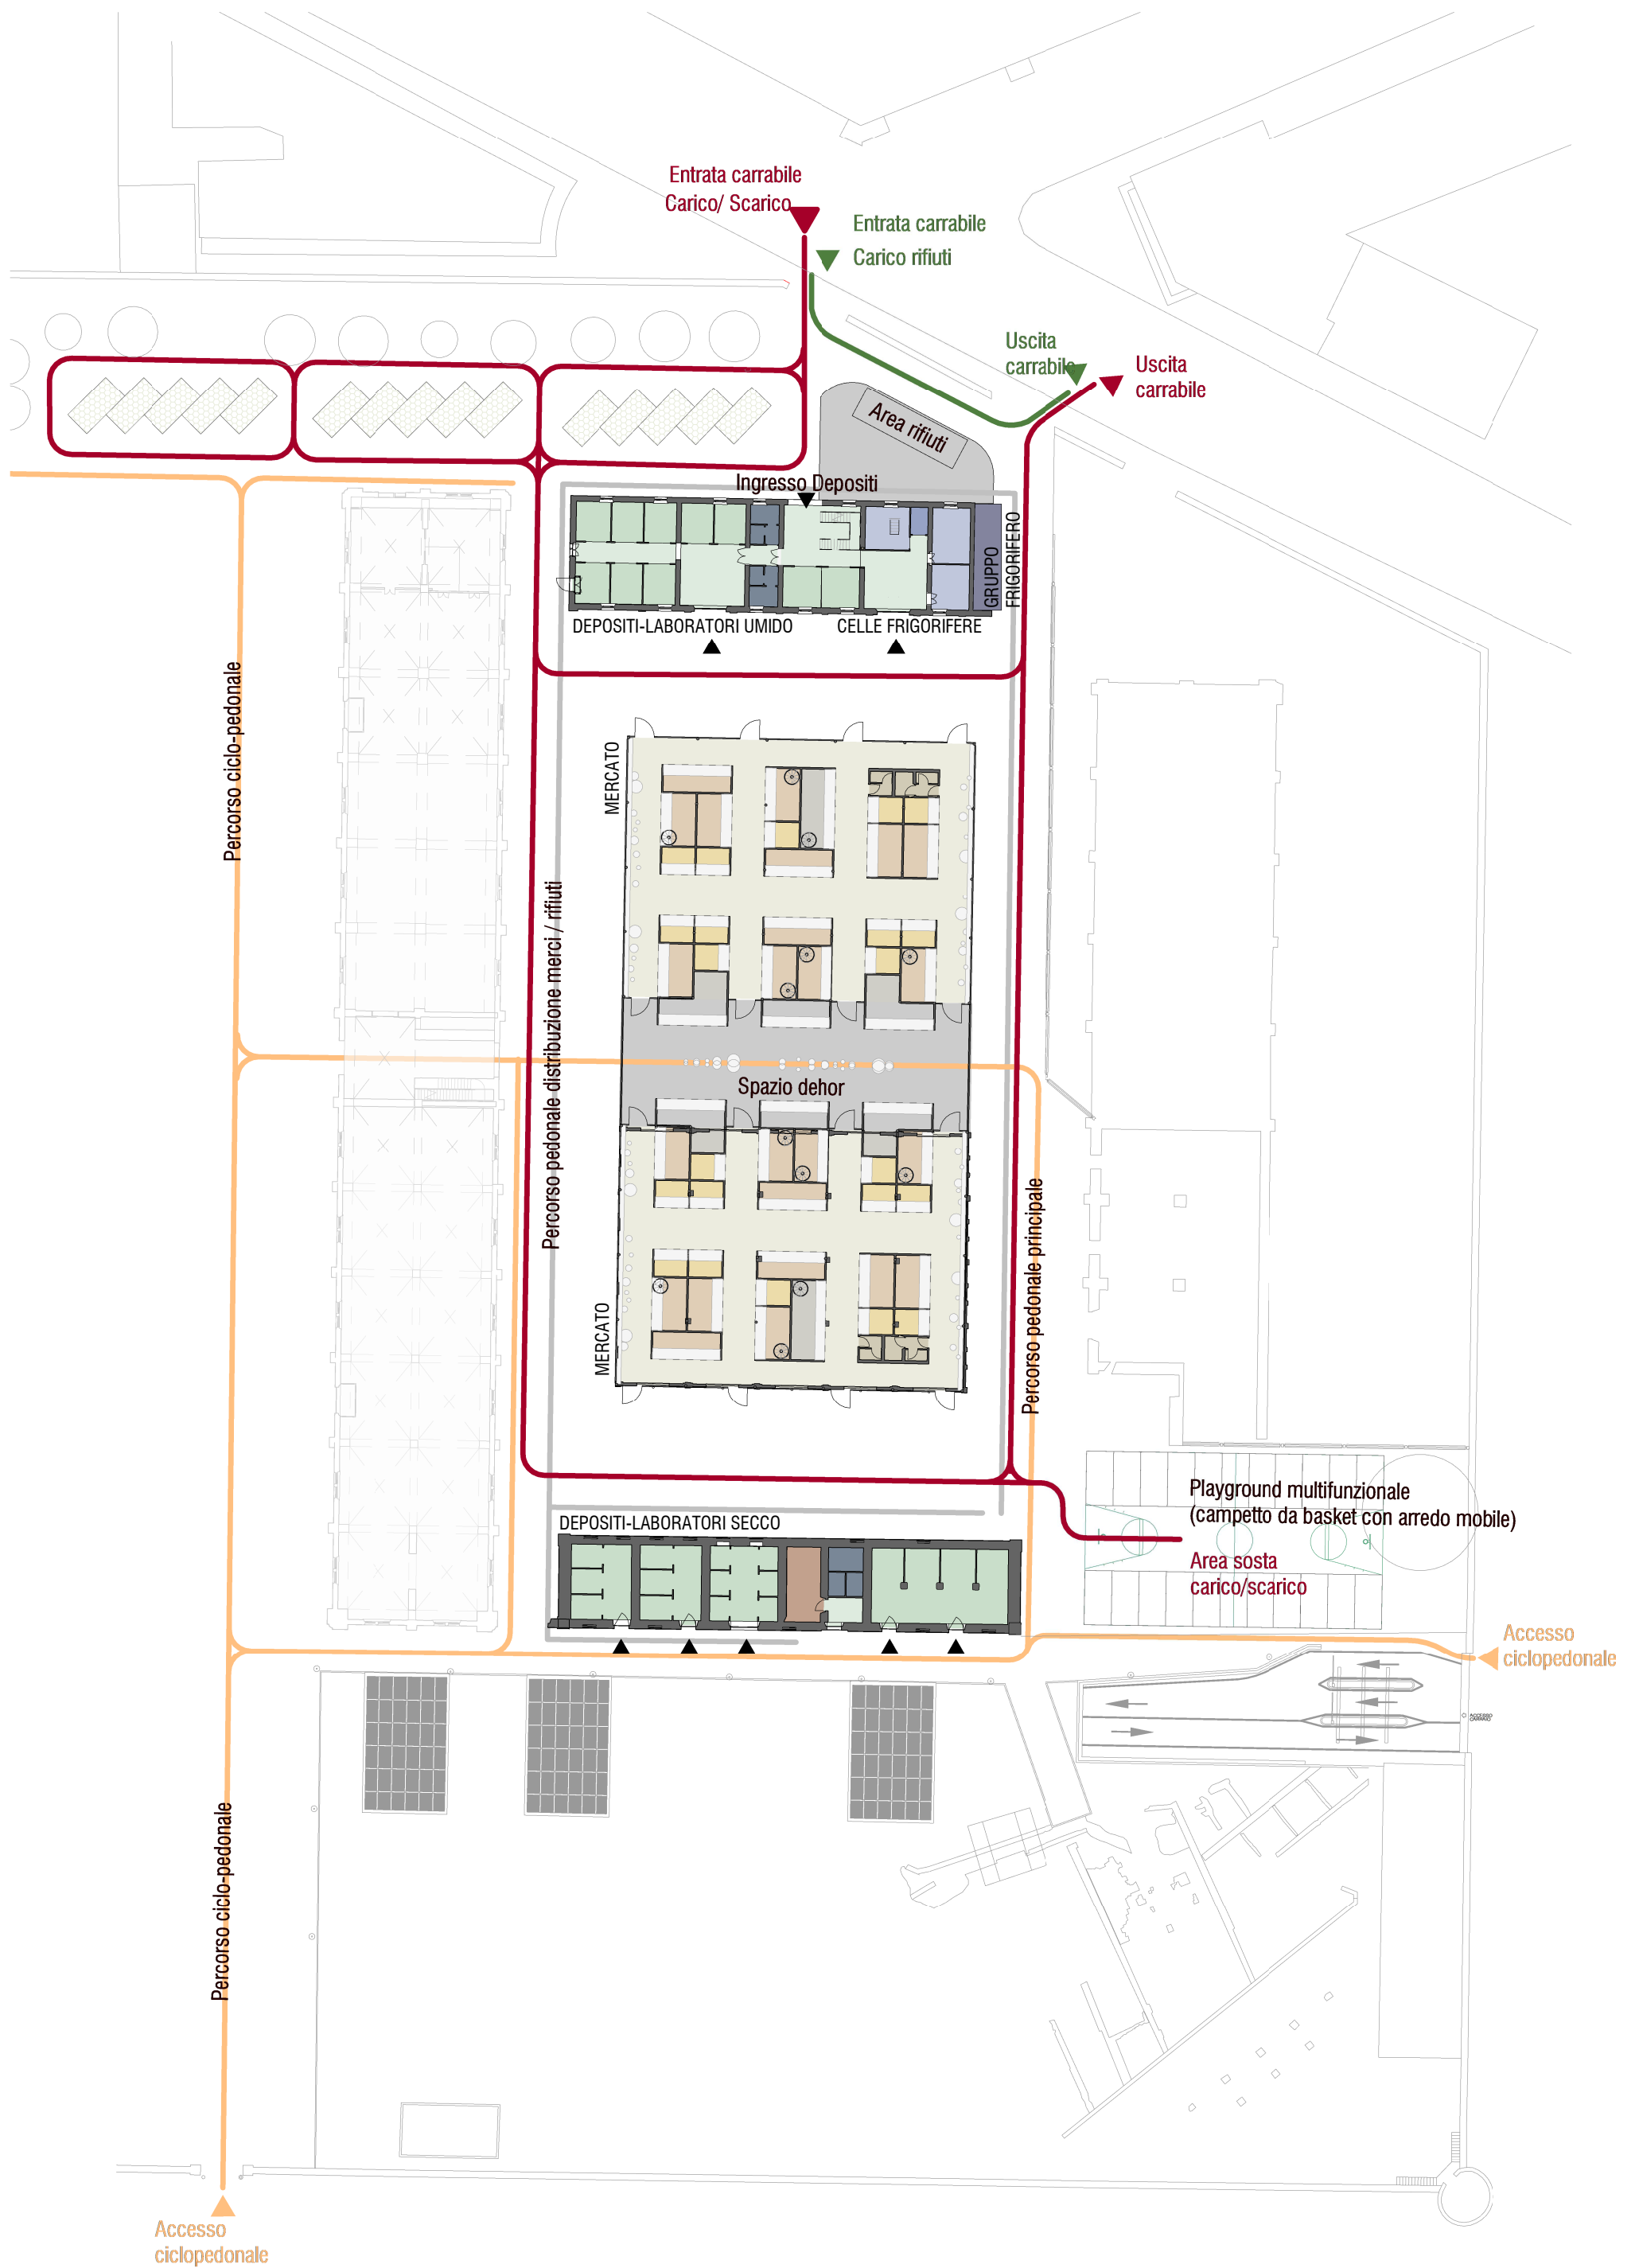 Entrata carrabile
Carico/ Scarico
Entrata carrabile
Carico rifiuti
Uscita
carrabile
Uscita
carrabile
Area rifiuti
Ingresso Depositi
GRUPPO
FRIGORIFERO
DEPOSITI-LABORATORI UMIDO
CELLE FRIGORIFERE
Percorso ciclo-pedonale
MERCATO
Percorso pedonale distribuzione merci / rifiuti
Spazio dehor
Percorso pedonale principale
MERCATO
Playground multifunzionale
(campetto da basket con arredo mobile)
DEPOSITI-LABORATORI SECCO
Area sosta
carico/scarico
Accesso
ciclopedonale
ACCESSO
CARRAIO
Percorso ciclo-pedonale
Accesso
ciclopedonale